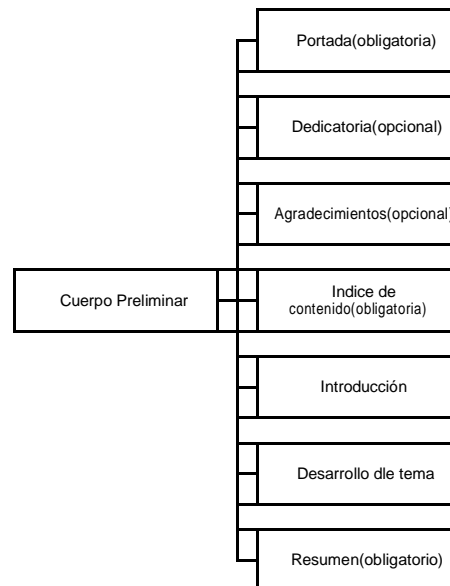 Portada(obligatoria)
Dedicatoria(opcional)
Agradecimientos(opcional)
Cuerpo Preliminar
Indice de
contenido(obligatoria)
Introducción
Desarrollo dle tema
Resumen(obligatorio)